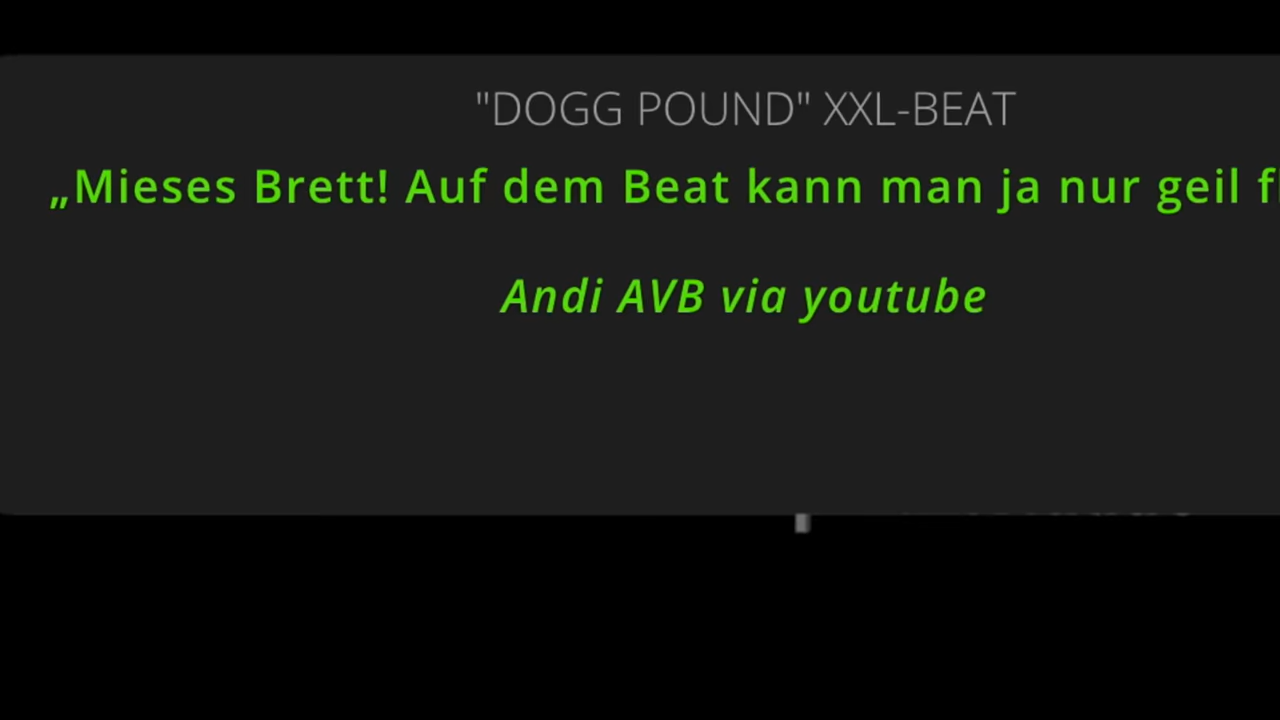 "DOGG POUND" XXL-BEAT
„Mieses Brett! Auf dem Beat kann man ja nur geil
Andi AVB via youtube